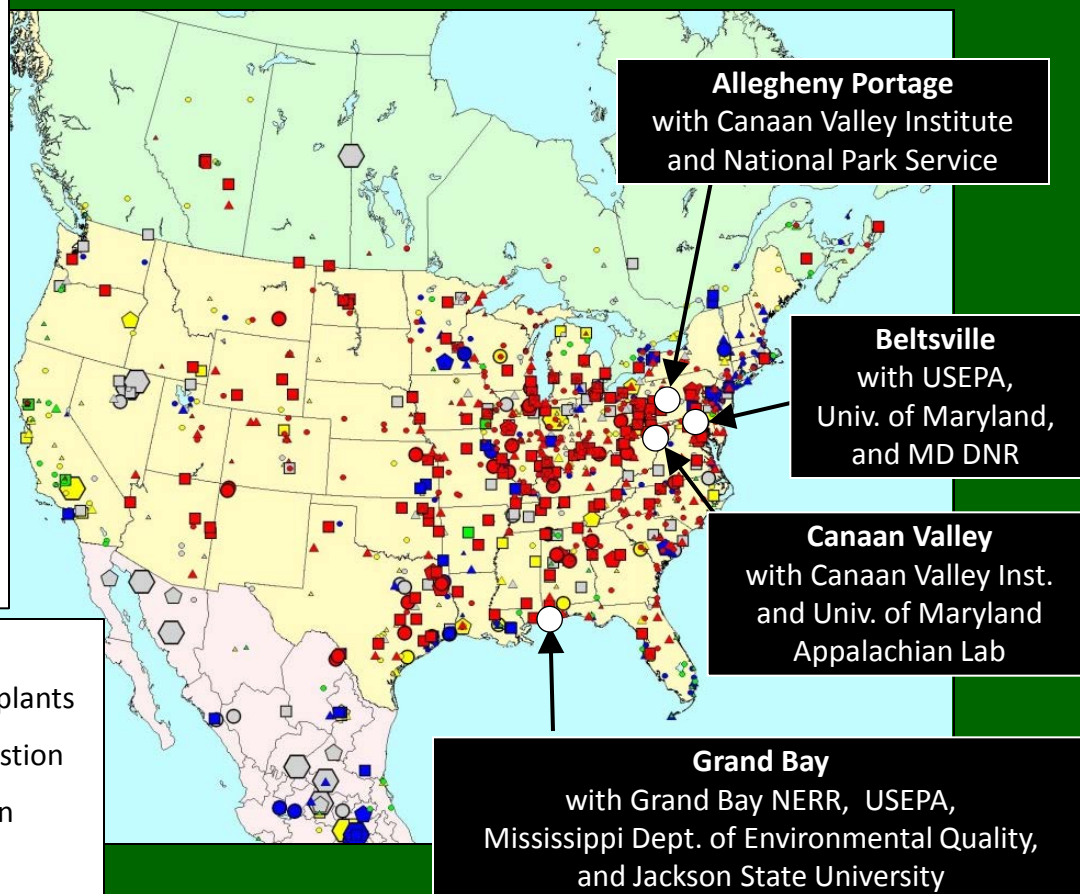 Allegheny Portage
with Canaan Valley Institute
and National Park Service
Beltsville
with USEPA,
Univ. of Maryland,
and MD DNR
Canaan Valley
with Canaan Valley Inst.
and Univ. of Maryland
Appalachian Lab
Grand Bay
with Grand Bay NERR, USEPA,
Mississippi Dept. of Environmental Quality,
and Jackson State University
plants